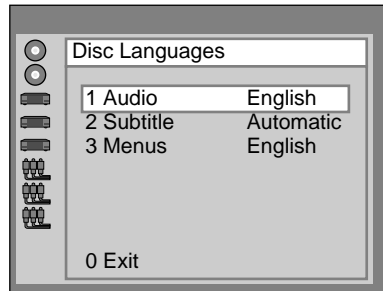 Disc Languages
1 Audio English
2 Subtitle Automatic
3 Menus English
0 Exit